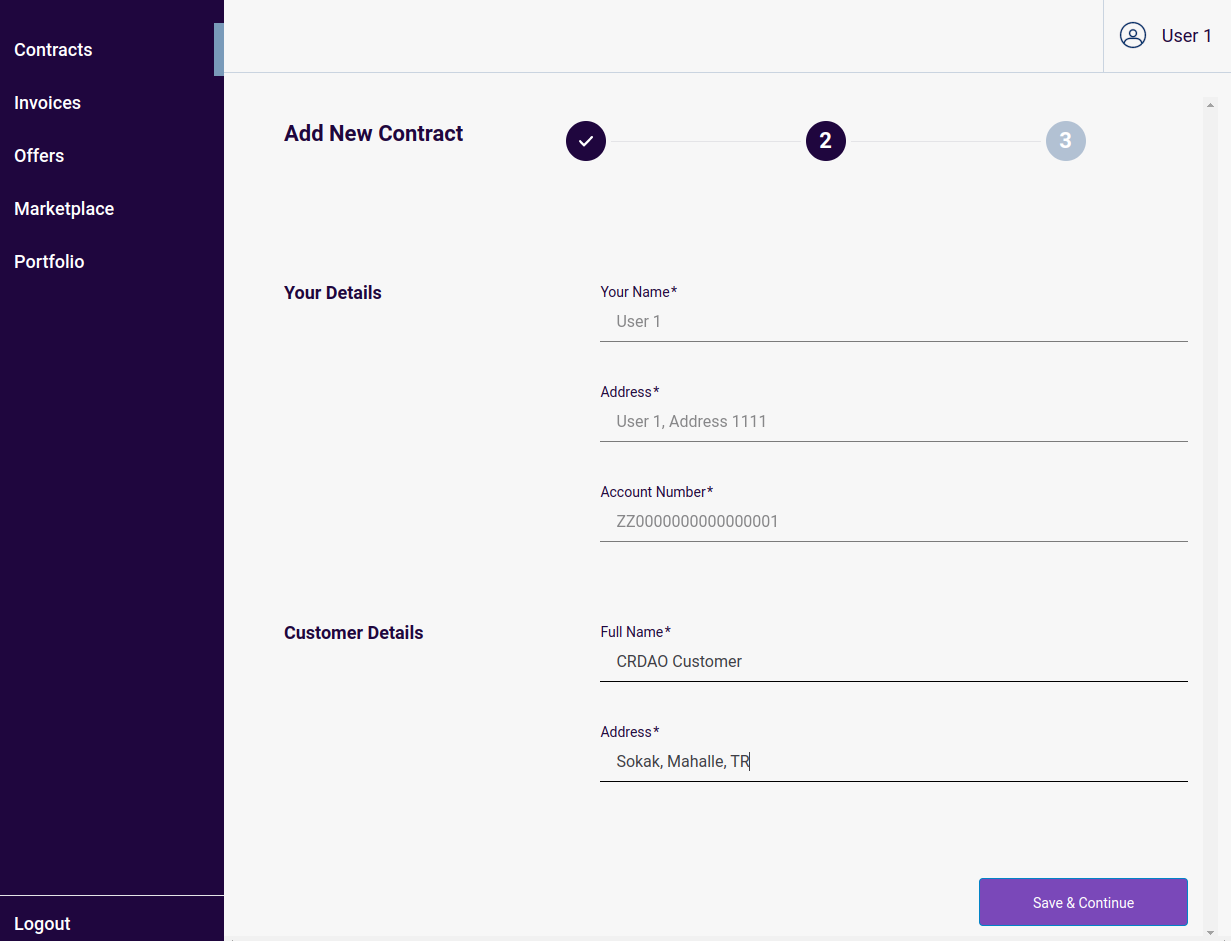 Contracts
Invoices
Offers
Marketplace
Portfolio
Logout
User 1
Add New Contract
2
3
Your Details
Your Name*
User 1
Address*
User 1, Address 1111
Account Number*
ZZ0000000000000001
Customer Details
Full Name*
CRDAO Customer
Address*
Sokak, Mahalle, TR
Save & Continue